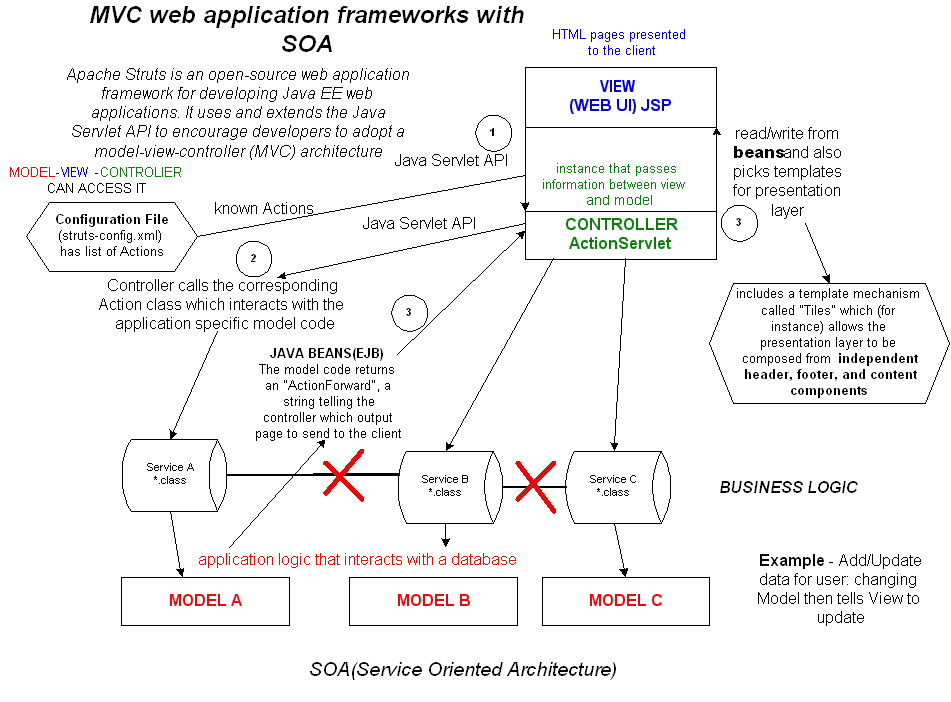 MVC web application frameworks with
SOA
Apache Struts is an open-source web application
framework for developing Java EE web
applications. It uses and extends the Java
Servlet API to encourage developers to adopt a
model-view-controller (MVC) architecture
HTML pages presented
to the client
VIEW
(WEB UI) JSP
1
Java Servlet API
instance that passes
information between view
and model
CONTROLLER
ActionServlet
read/write from
beans and also
picks templates
for presentation
layer
3
MODEL-VIEW -CONTROLIER
CAN ACCESS IT
Configuration File
(struts-config.xml)
has list of Actions
known Actions
Java Servlet API
2
Controller calls the corresponding
Action class which interacts with the
application specific model code
3
JAVA BEANS(EJB)
The model code returns
an "ActionForward", a
string telling the
controller which output
page to send to the client
includes a template mechanism
called "Tiles" which (for
instance) allows the
presentation layer to be
composed from independent
header, footer, and content
components
Service A
*.class
Service B
*.class
Service C
*.class
BUSINESS LOGIC
application logic that interacts with a database
MODEL A
MODEL B
MODEL C
Example - Add/Update
data for user: changing
Model then tells View to
update
SOA(Service Oriented Architecture)